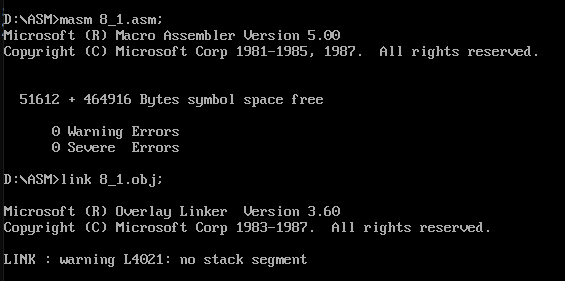 D:\ASM>masm 8_1.asm;
Microsoft (R) Macro Assembler Version 5.00
Copyright (C) Microsoft Corp 1981-1985, 1987.  All rights reserved.
51612 + 464916 Bytes symbol space free
0 Warning Errors
0 Severe  Errors
D:\ASM>link 8_1.obj;
Microsoft (R) Overlay Linker  Version 3.60
Copyright (C) Microsoft Corp 1983-1987.  All rights reserved.
LINK : warning L4021: no stack segment